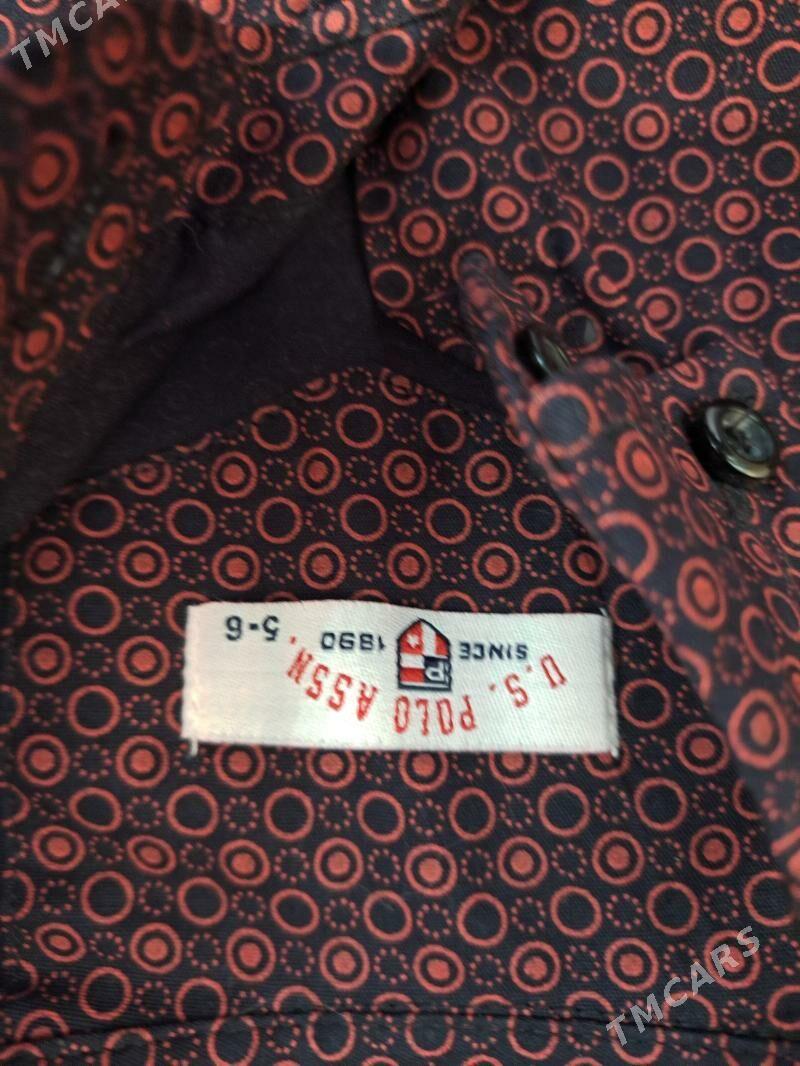 TMCARS
U.S. POLO ASSN.
SINCE 1890
5-6
TMCARS